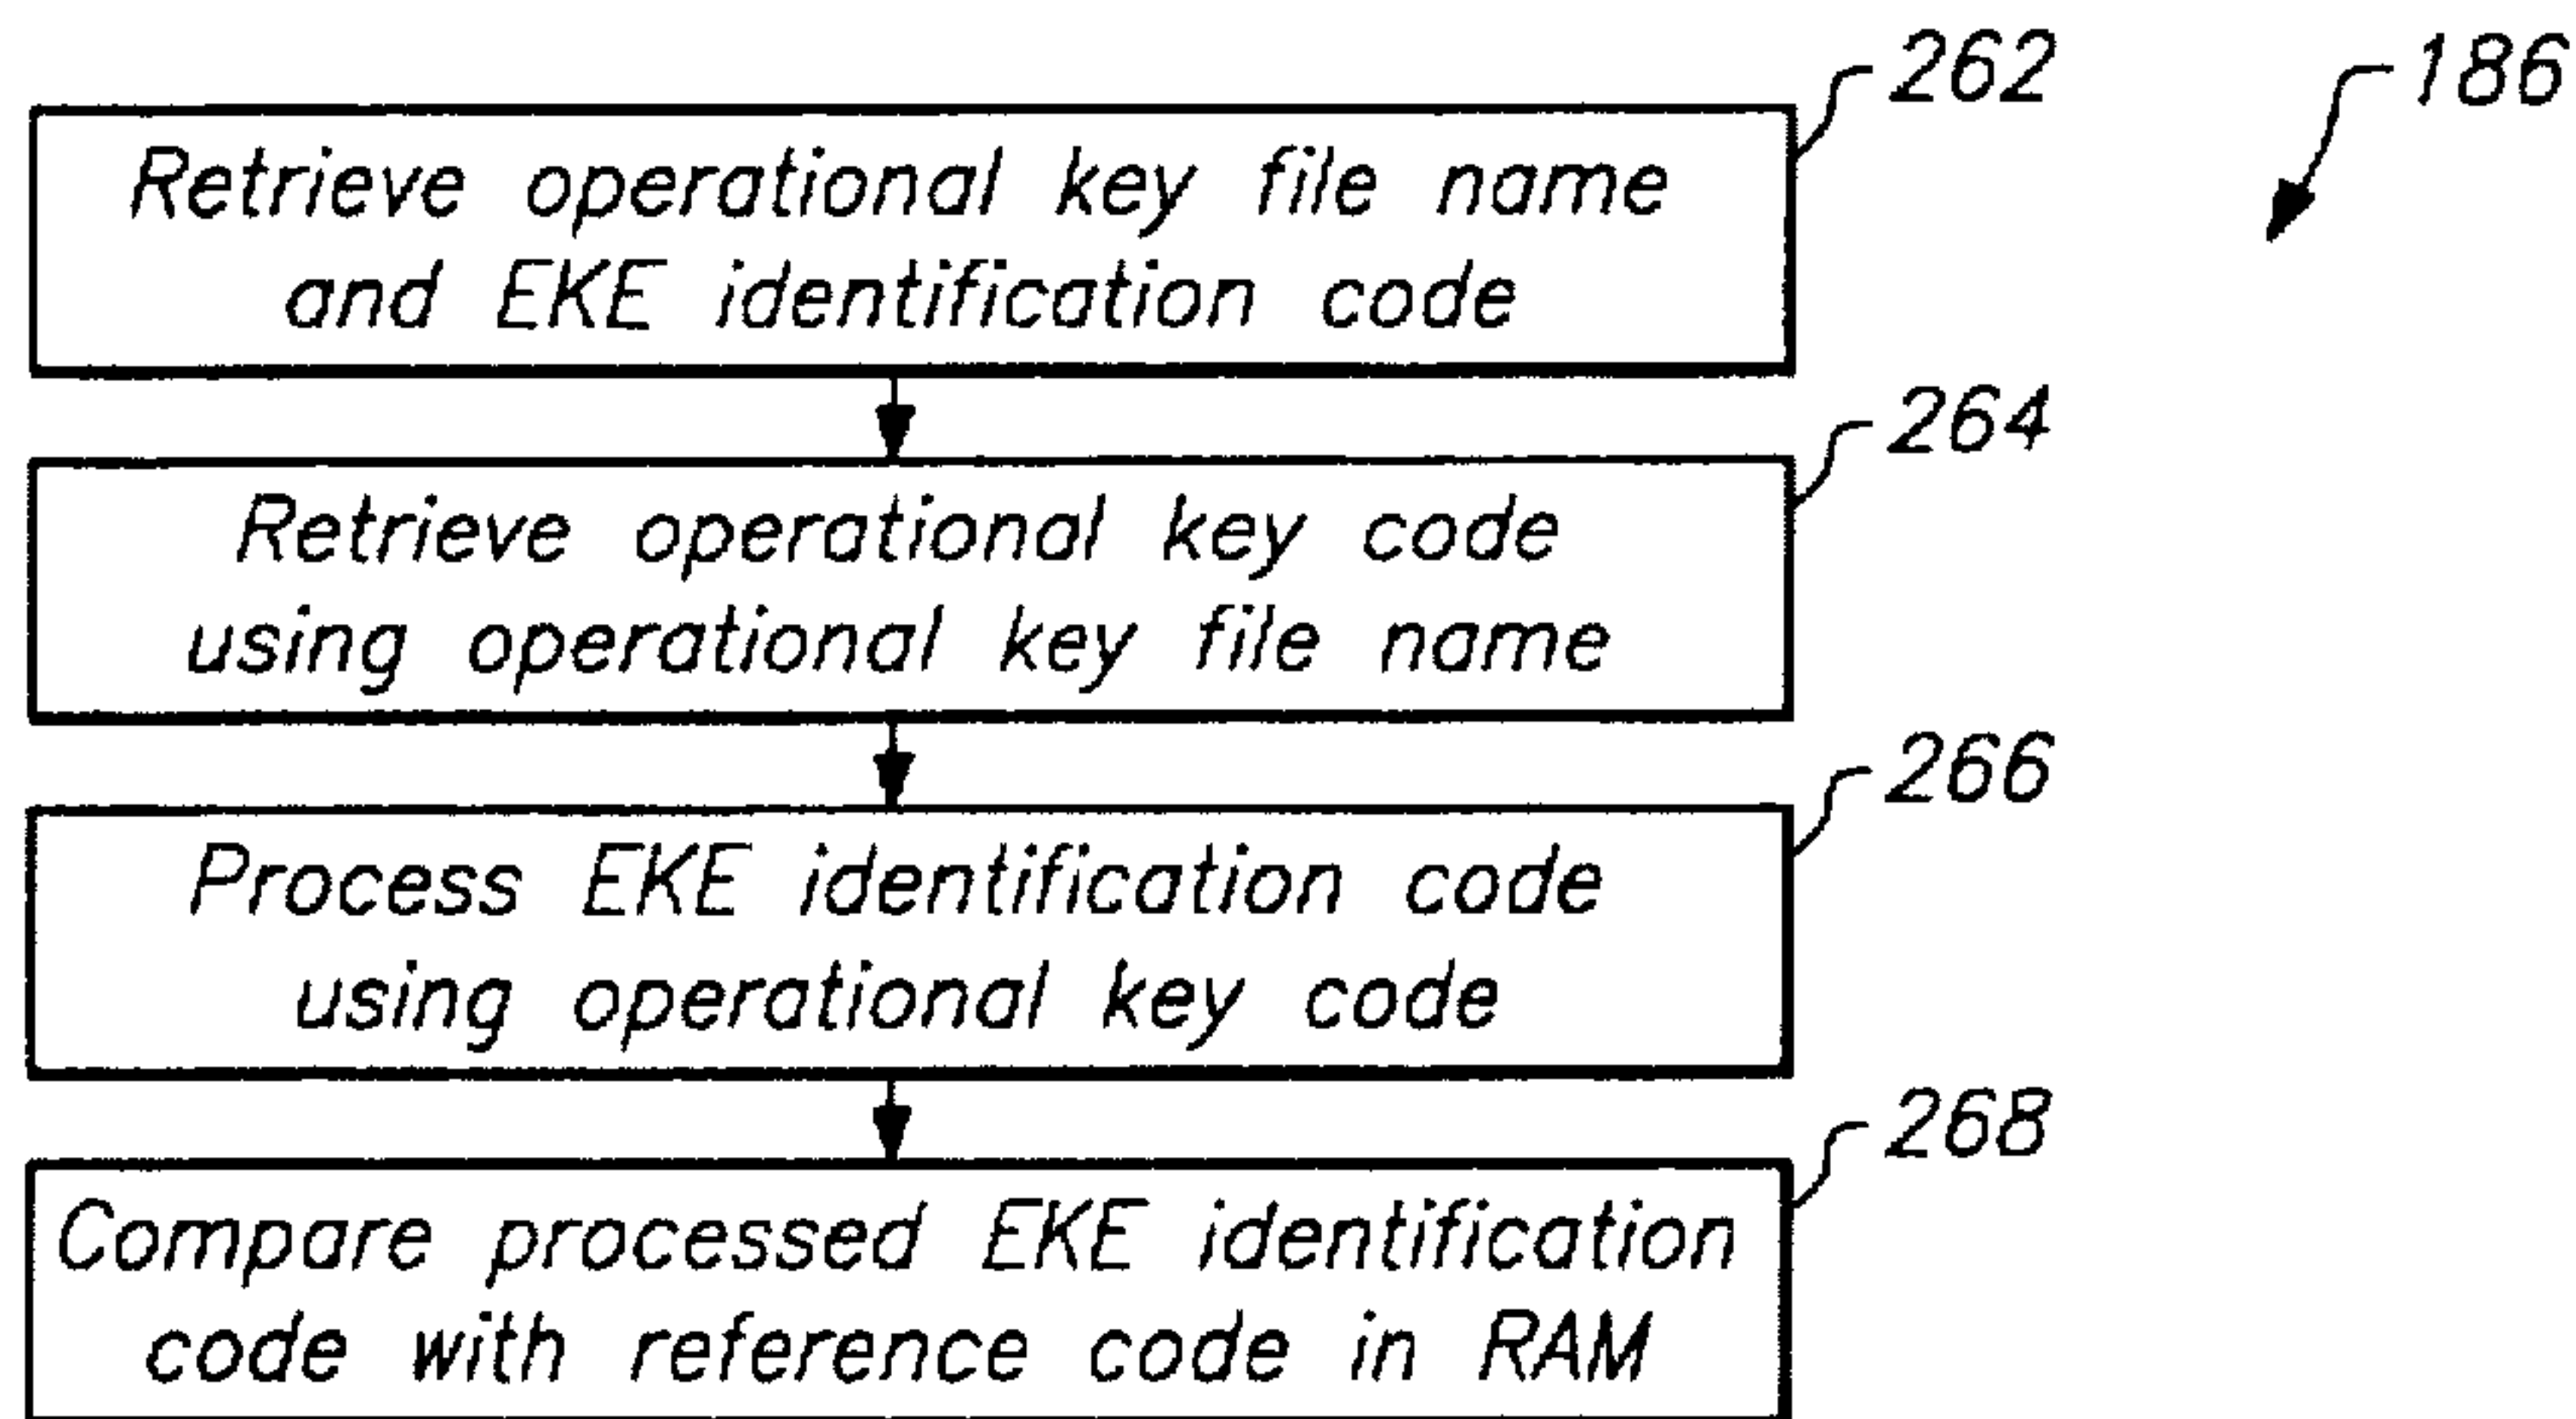 262
186
Retrieve operational key file name
and EKE identification code
264
Retrieve operational key code
using operational key file name
266
Process EKE identification code
using operational key code
268
Compare processed EKE identification
code with reference code in RAM